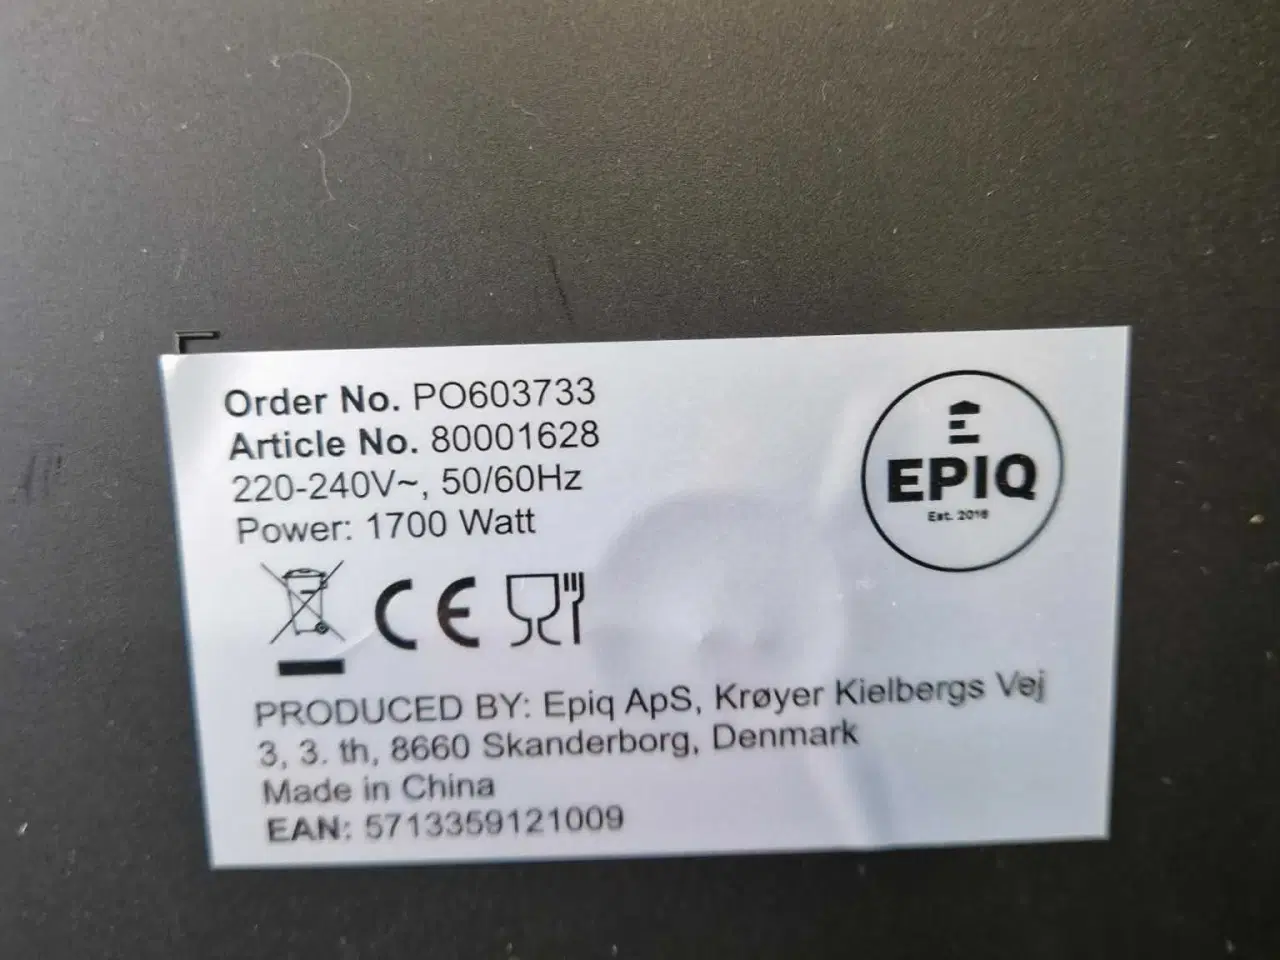 Order No. PO603733
Article No. 80001628
220-240V~, 50/60Hz
Power: 1700 Watt
EPIQ
Est. 2016
CE
PRODUCED BY: Epiq ApS, Krøyer Kielbergs Vej
3, 3. th, 8660 Skanderborg, Denmark
Made in China
EAN: 5713359121009